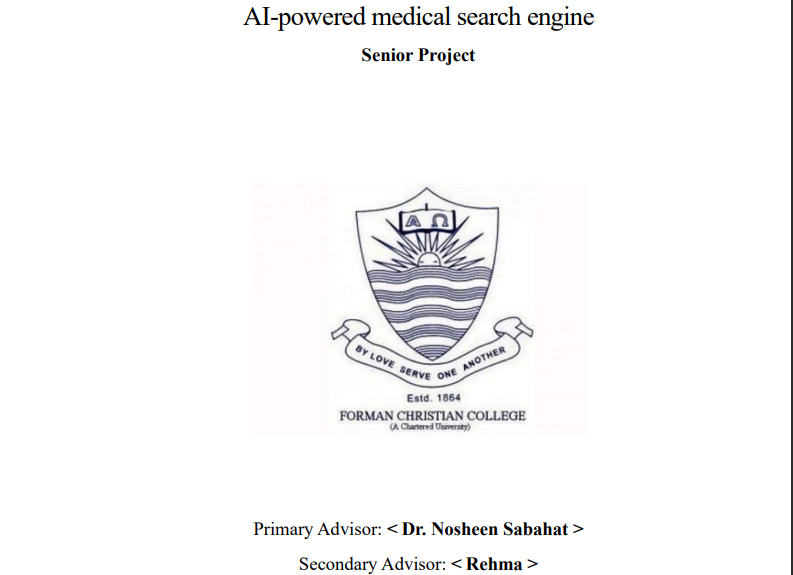 AI-powered medical search engine
Senior Project
A Ω
BY LOVE SERVE ONE ANOTHER
Estd. 1864
FORMAN CHRISTIAN COLLEGE
(A Chartered University)
Primary Advisor: < Dr. Nosheen Sabahat >
Secondary Advisor: < Rehma >